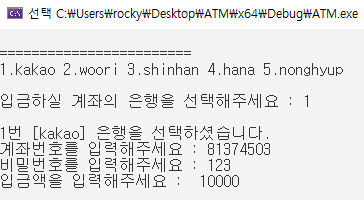 선택 C:₩Users₩rocky₩Desktop₩ATM₩x64₩Debug₩ATM.exe
========================
1.kakao 2.woori 3.shinhan 4.hana 5.nonghyup
입금하실 계좌의 은행을 선택해주세요 : 1
1번 [kakao] 은행을 선택하셨습니다.
계좌번호를 입력해주세요 : 81374503
비밀번호를 입력해주세요 : 123
입금액을 입력해주세요 :  10000